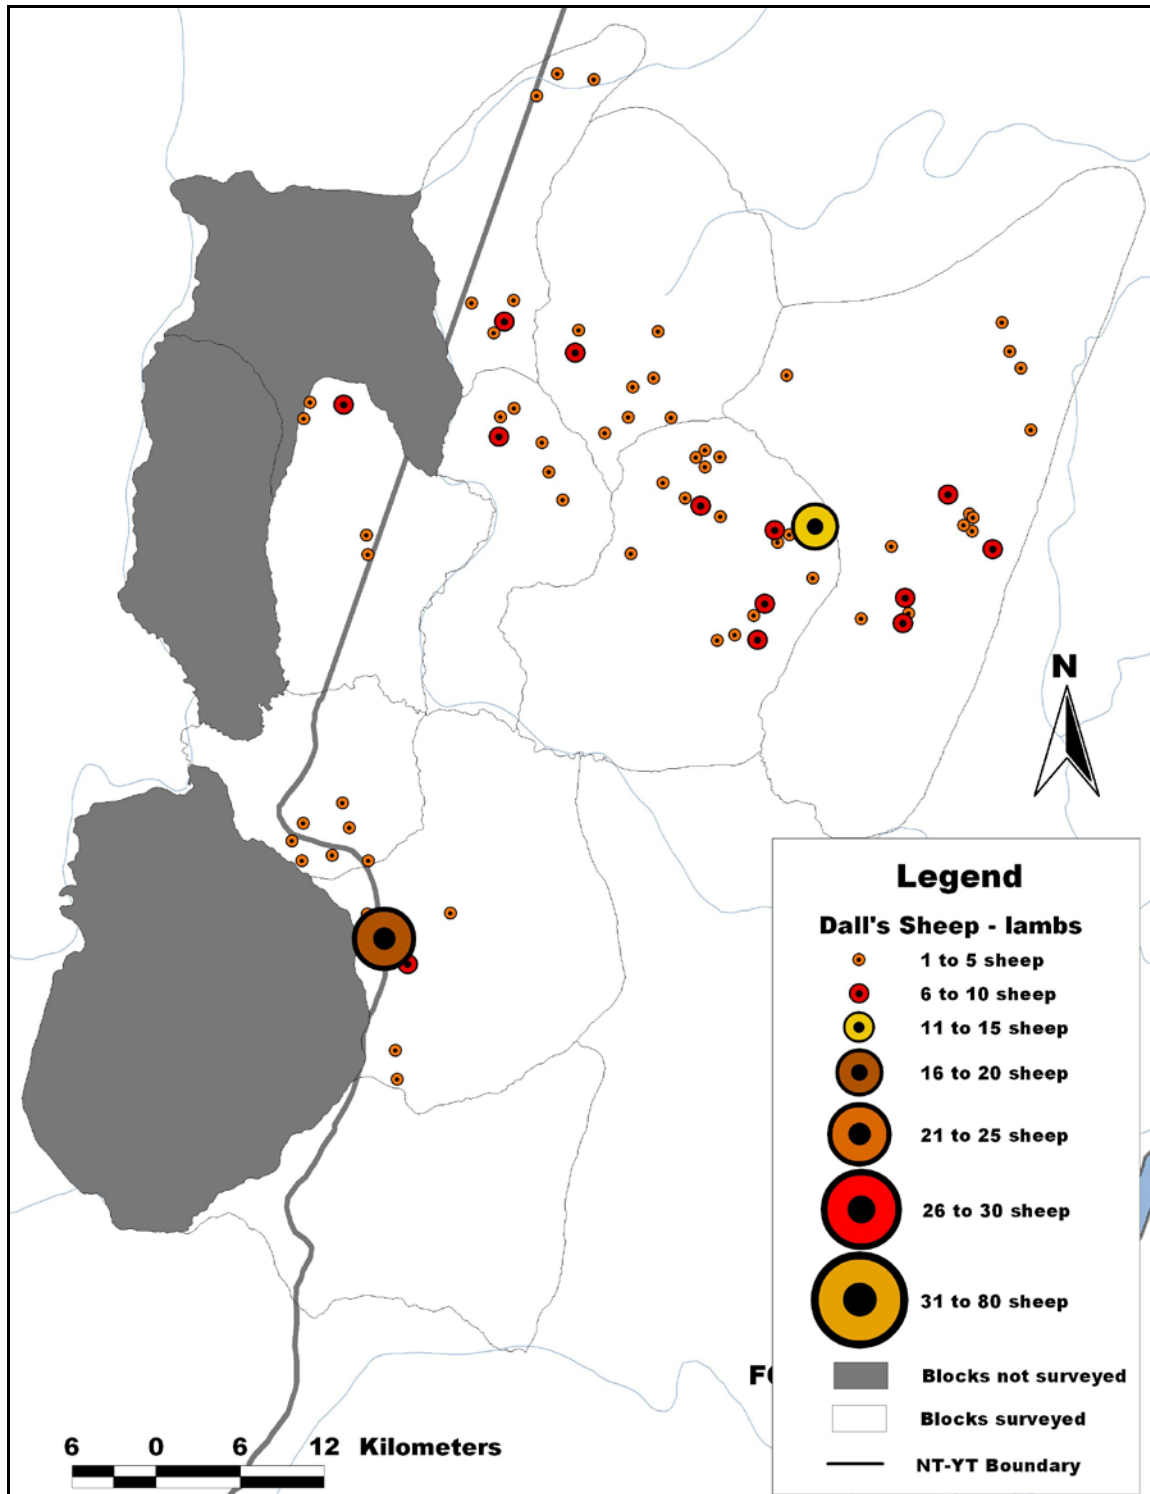 N
Legend
Dall's Sheep - lambs
1 to 5 sheep
6 to 10 sheep
11 to 15 sheep
16 to 20 sheep
21 to 25 sheep
26 to 30 sheep
31 to 80 sheep
Blocks not surveyed
Blocks surveyed
NT-YT Boundary
6 0 6 12 Kilometers